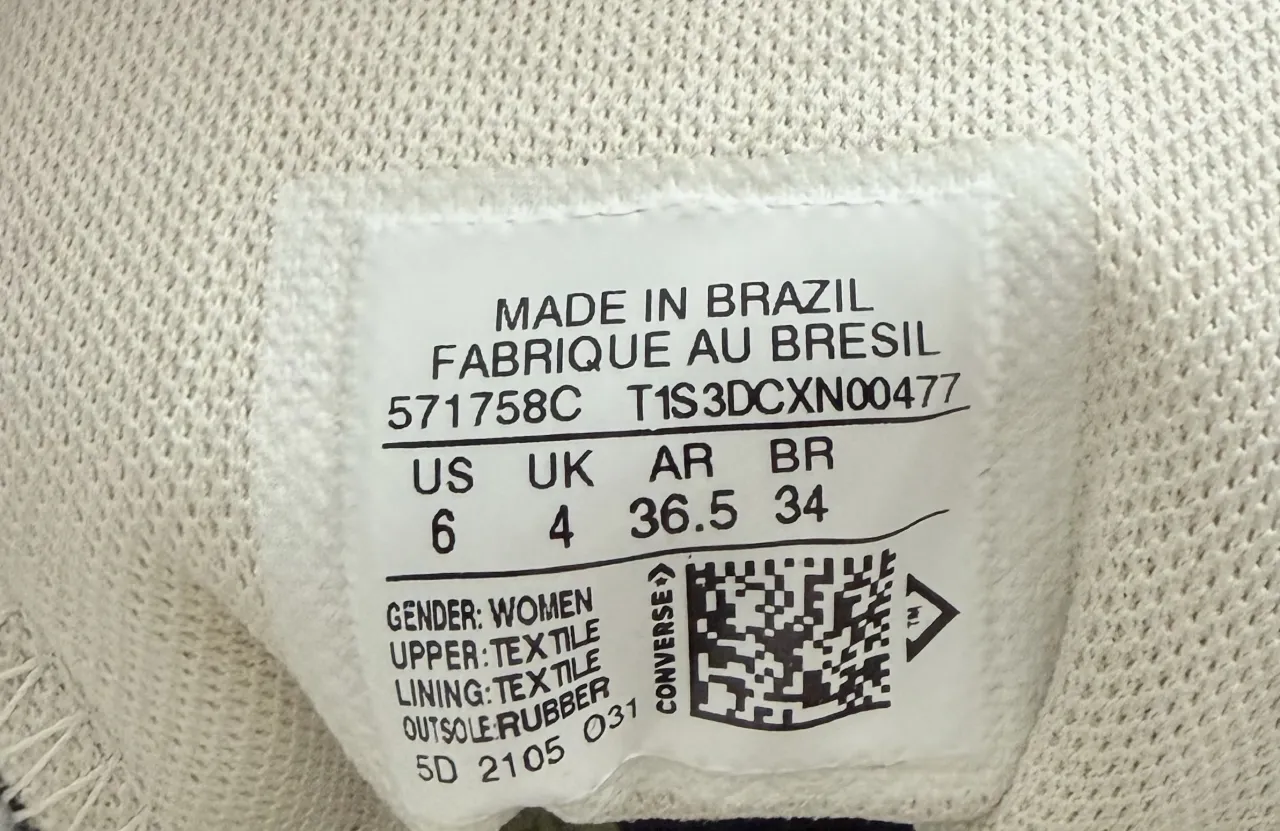 MADE IN BRAZIL
FABRIQUE AU BRESIL
571758C T1S3DCXN00477
US UK AR BR
6 4 36.5 34
GENDER: WOMEN
UPPER: TEXTILE
LINING: TEXTILE
OUTSOLE: RUBBER
5D 2105 031
CONVERSE
TM